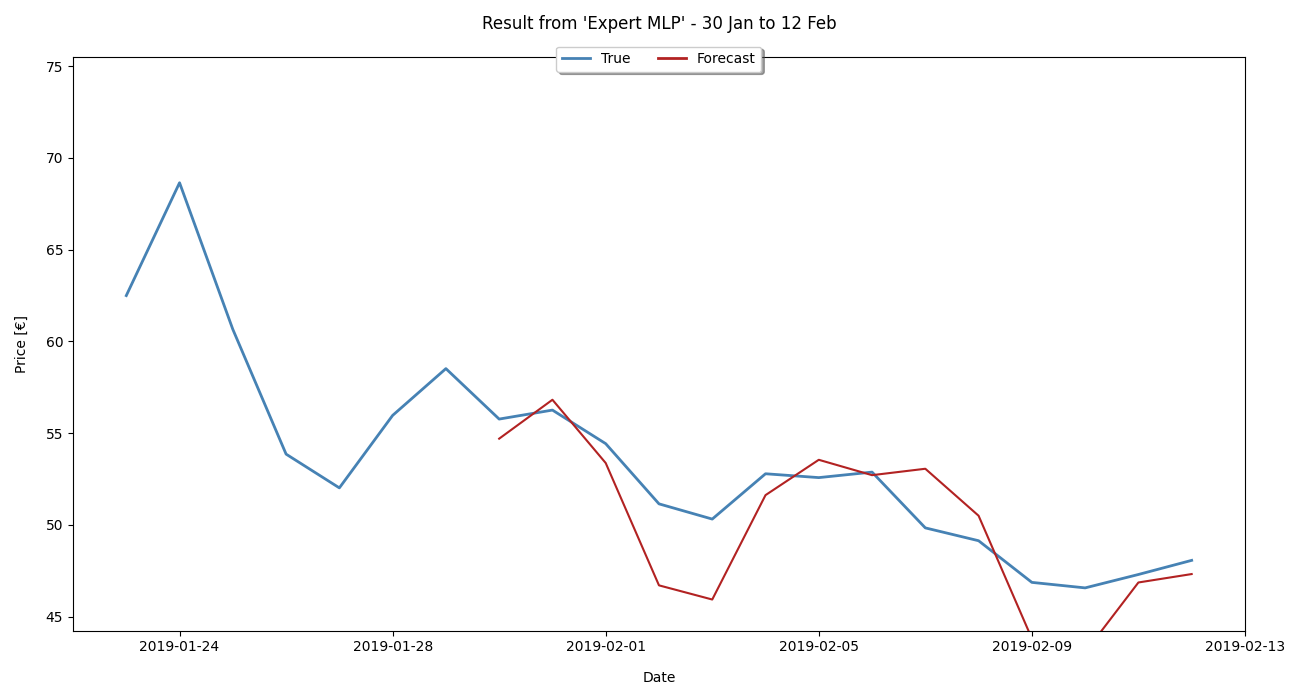 Result from 'Expert MLP' - 30 Jan to 12 Feb
True Forecast
75
70
65
60
55
50
45
Price [€]
2019-01-24 2019-01-28 2019-02-01 2019-02-05 2019-02-09 2019-02-13
Date